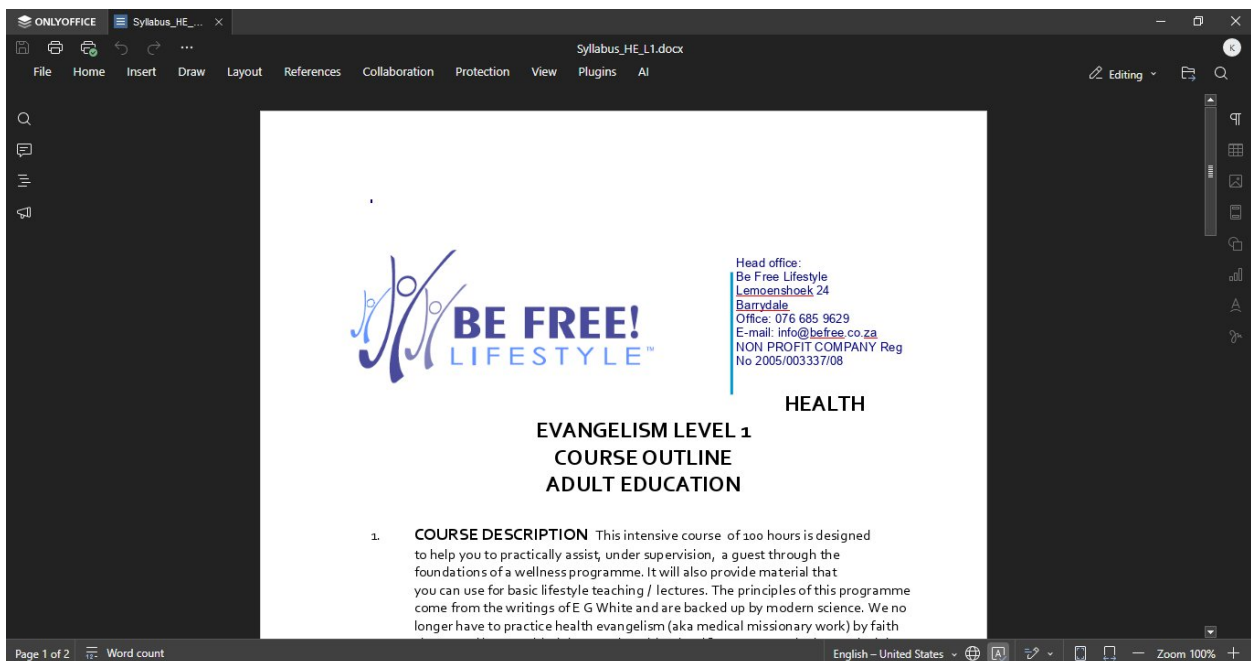 ONLYOFFICE Syllabus_HE_...
Syllabus_HE_L1.docx
K
File Home Insert Draw Layout References Collaboration Protection View Plugins AI
Editing
BE FREE!
LIFESTYLE™
Head office:
Be Free Lifestyle
Lemoenshoek 24
Barrydale
Office: 076 685 9629
E-mail: info@befree.co.za
NON PROFIT COMPANY Reg
No 2005/003337/08
HEALTH
EVANGELISM LEVEL 1
COURSE OUTLINE
ADULT EDUCATION
1. COURSE DESCRIPTION This intensive course of 100 hours is designed
to help you to practically assist, under supervision, a guest through the
foundations of a wellness programme. It will also provide material that
you can use for basic lifestyle teaching / lectures. The principles of this programme
come from the writings of E G White and are backed up by modern science. We no
longer have to practice health evangelism (aka medical missionary work) by faith
Page 1 of 2 Word count English – United States Zoom 100%